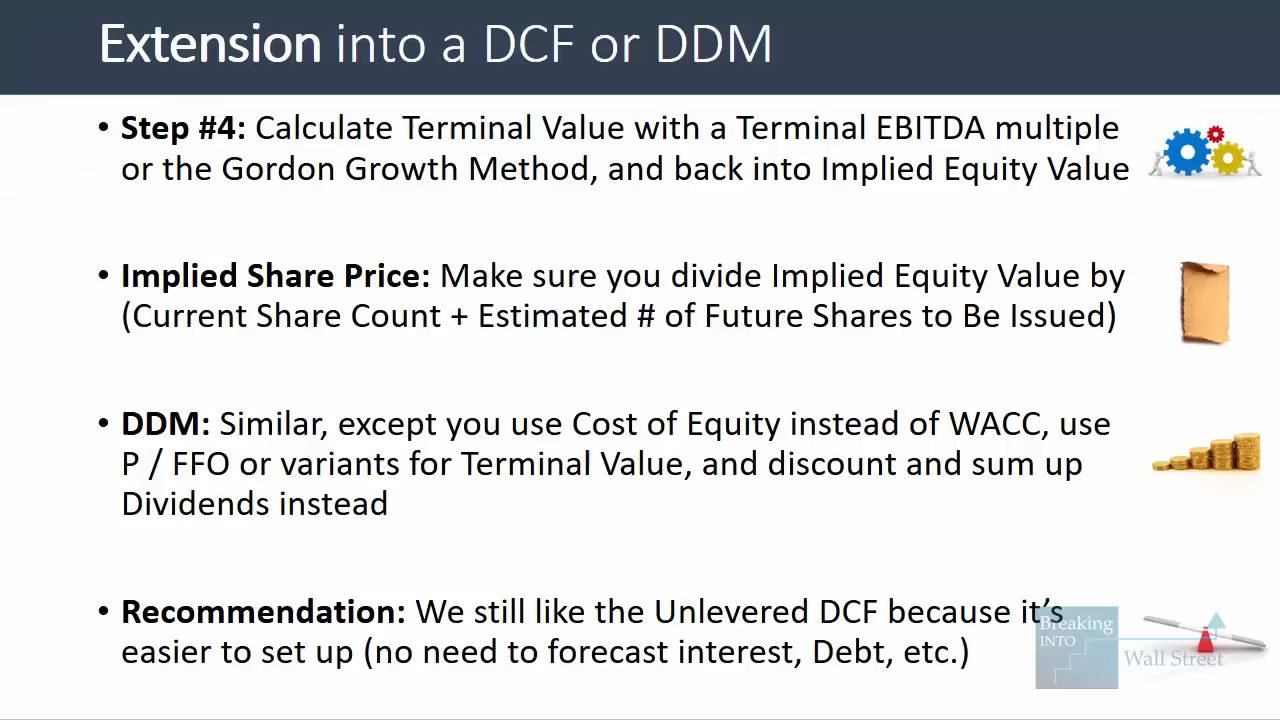 Extension into a DCF or DDM
• Step #4: Calculate Terminal Value with a Terminal EBITDA multiple
or the Gordon Growth Method, and back into Implied Equity Value
• Implied Share Price: Make sure you divide Implied Equity Value by
(Current Share Count + Estimated # of Future Shares to Be Issued)
• DDM: Similar, except you use Cost of Equity instead of WACC, use
P / FFO or variants for Terminal Value, and discount and sum up
Dividends instead
• Recommendation: We still like the Unlevered DCF because it's
easier to set up (no need to forecast interest, Debt, etc.)
Breaking
INTO
Wall Street